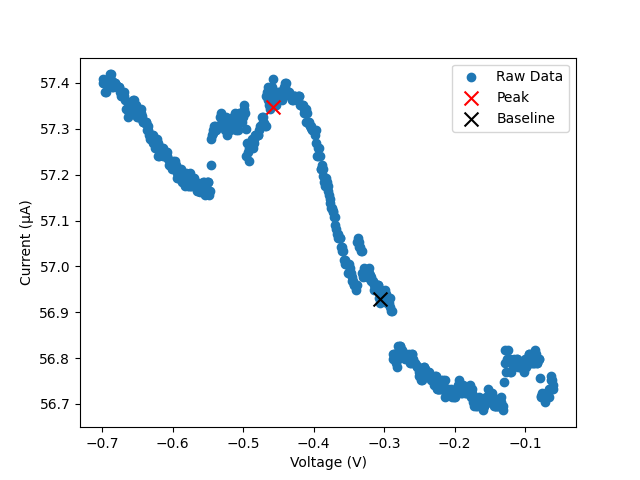 Raw Data
Peak
Baseline
57.4
57.3
57.2
57.1
57.0
56.9
56.8
56.7
Current (µA)
−0.7 −0.6 −0.5 −0.4 −0.3 −0.2 −0.1
Voltage (V)